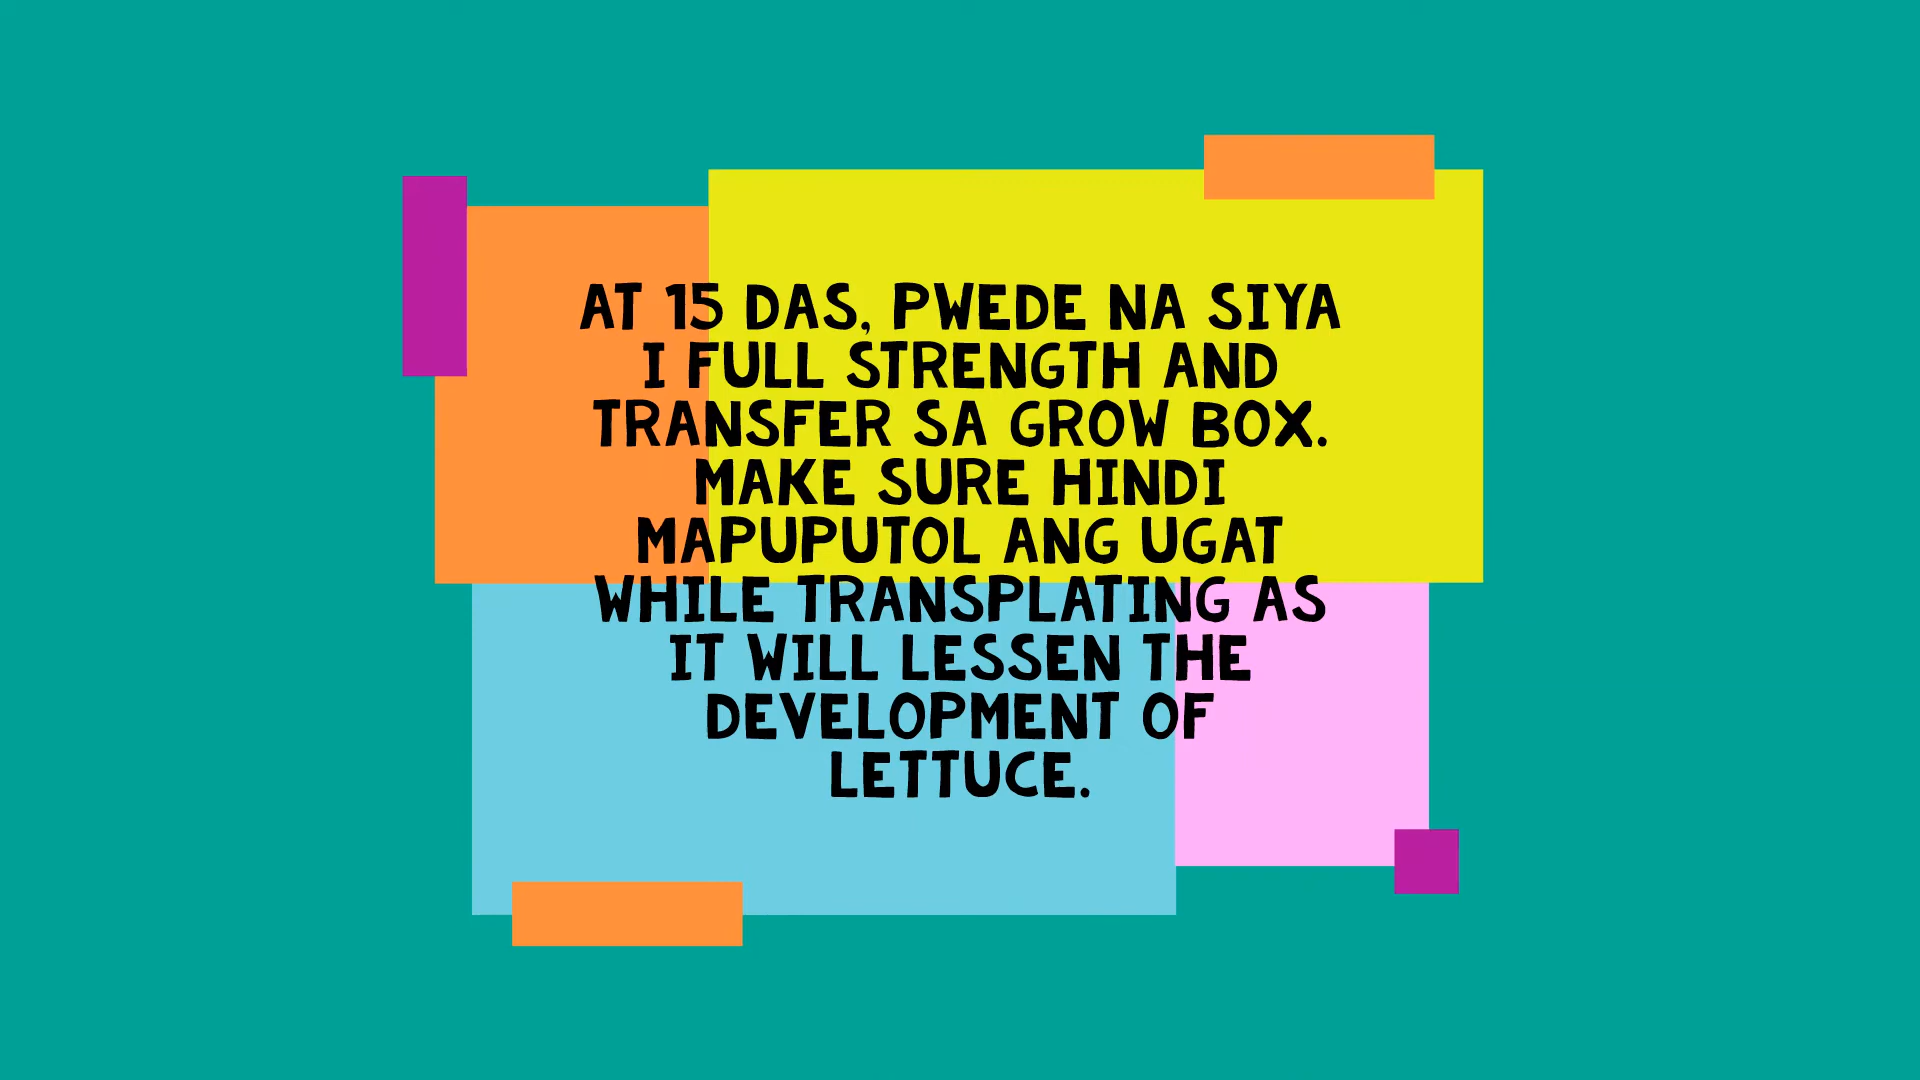 AT 15 DAS, PWEDE NA SIYA
I FULL STRENGTH AND
TRANSFER SA GROW BOX.
MAKE SURE HINDI
MAPUPUTOL ANG UGAT
WHILE TRANSPLATING AS
IT WILL LESSEN THE
DEVELOPMENT OF
LETTUCE.